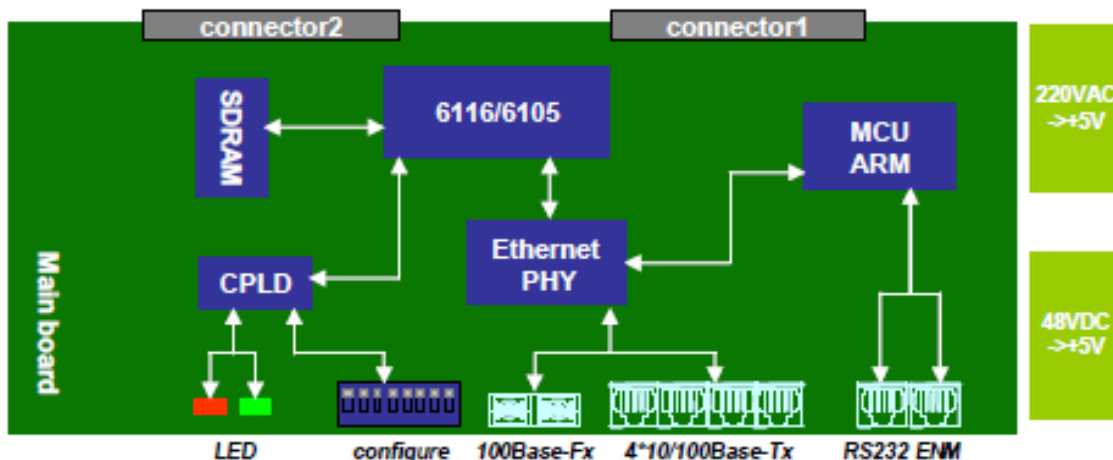 connector2
connector1
SDRAM
6116/6105
MCU
ARM
220VAC
->+5V
Ethernet
PHY
CPLD
Main board
48VDC
->+5V
LED
configure
100Base-Fx
4*10/100Base-Tx
RS232 ENM